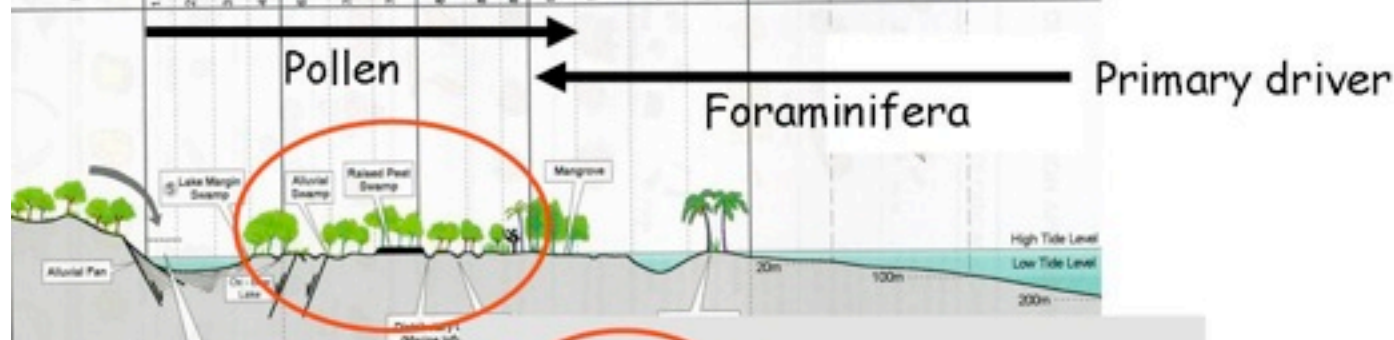 Pollen
Primary driver
Foraminifera
Lake Margin
Swamp
Alluvial
Swamp
Raised Peat
Swamp
Mangrove
High Tide Level
Low Tide Level
Alluvial Fan
Lake
20m
100m
200m